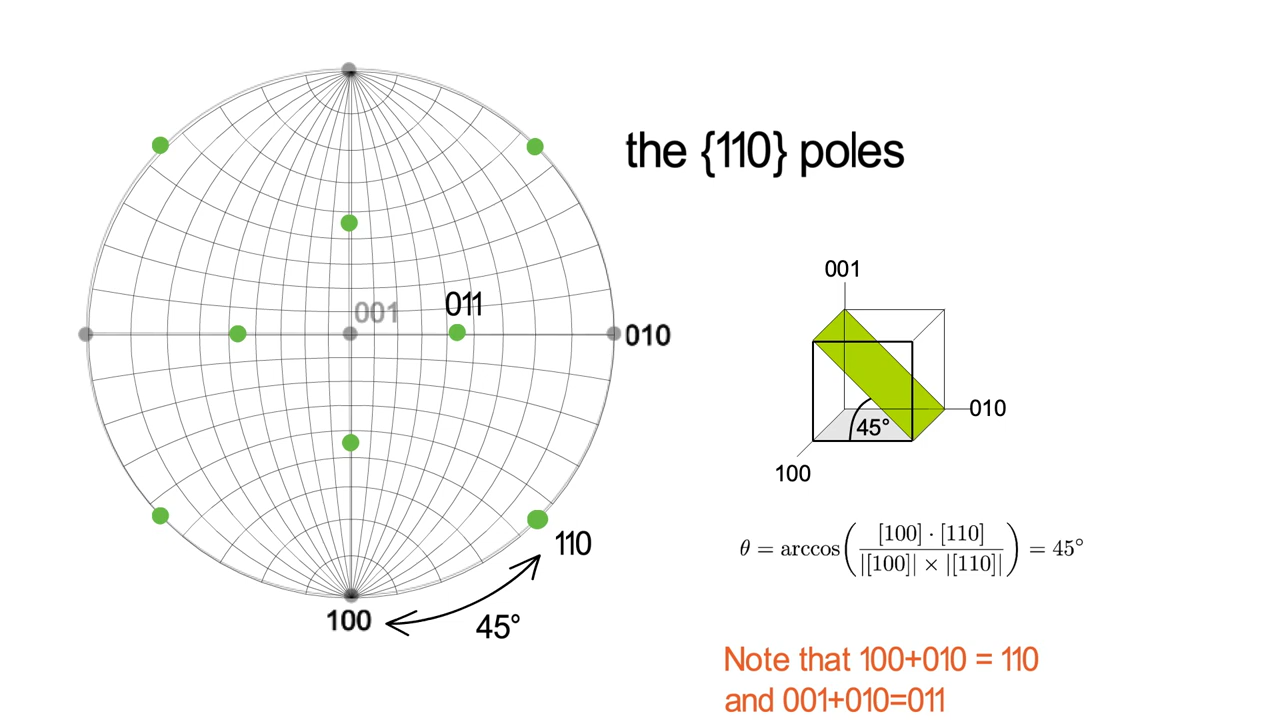 the {110} poles
001
011
010
110
100
45°
001
010
45°
100
θ = arccos([100] · [110] / |[100]| × |[110]|) = 45°
Note that 100+010 = 110
and 001+010=011